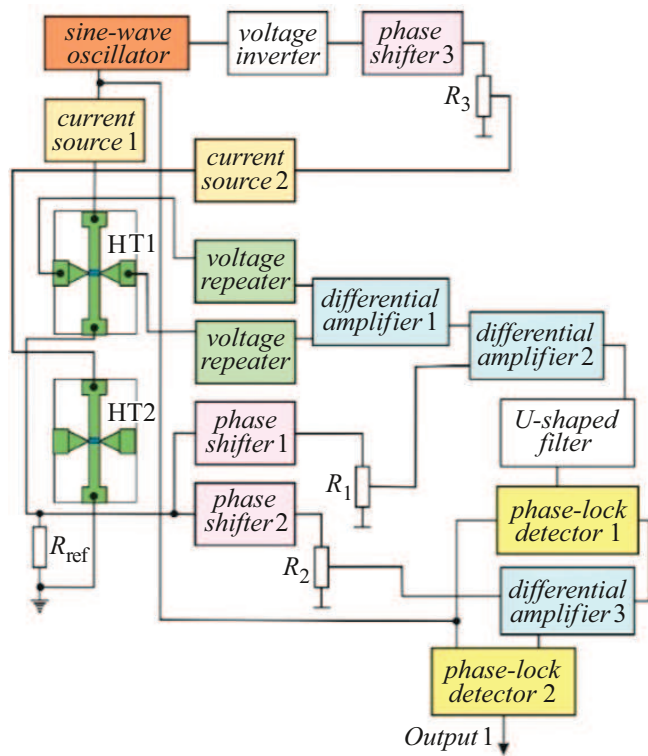 sine-wave
oscillator
voltage
inverter
phase
shifter 3
R3
current
source 1
current
source 2
HT1
voltage
repeater
differential
amplifier 1
differential
amplifier 2
voltage
repeater
HT2
phase
shifter 1
U-shaped
filter
R1
phase
shifter 2
phase-lock
detector 1
Rref
R2
differential
amplifier 3
phase-lock
detector 2
Output 1